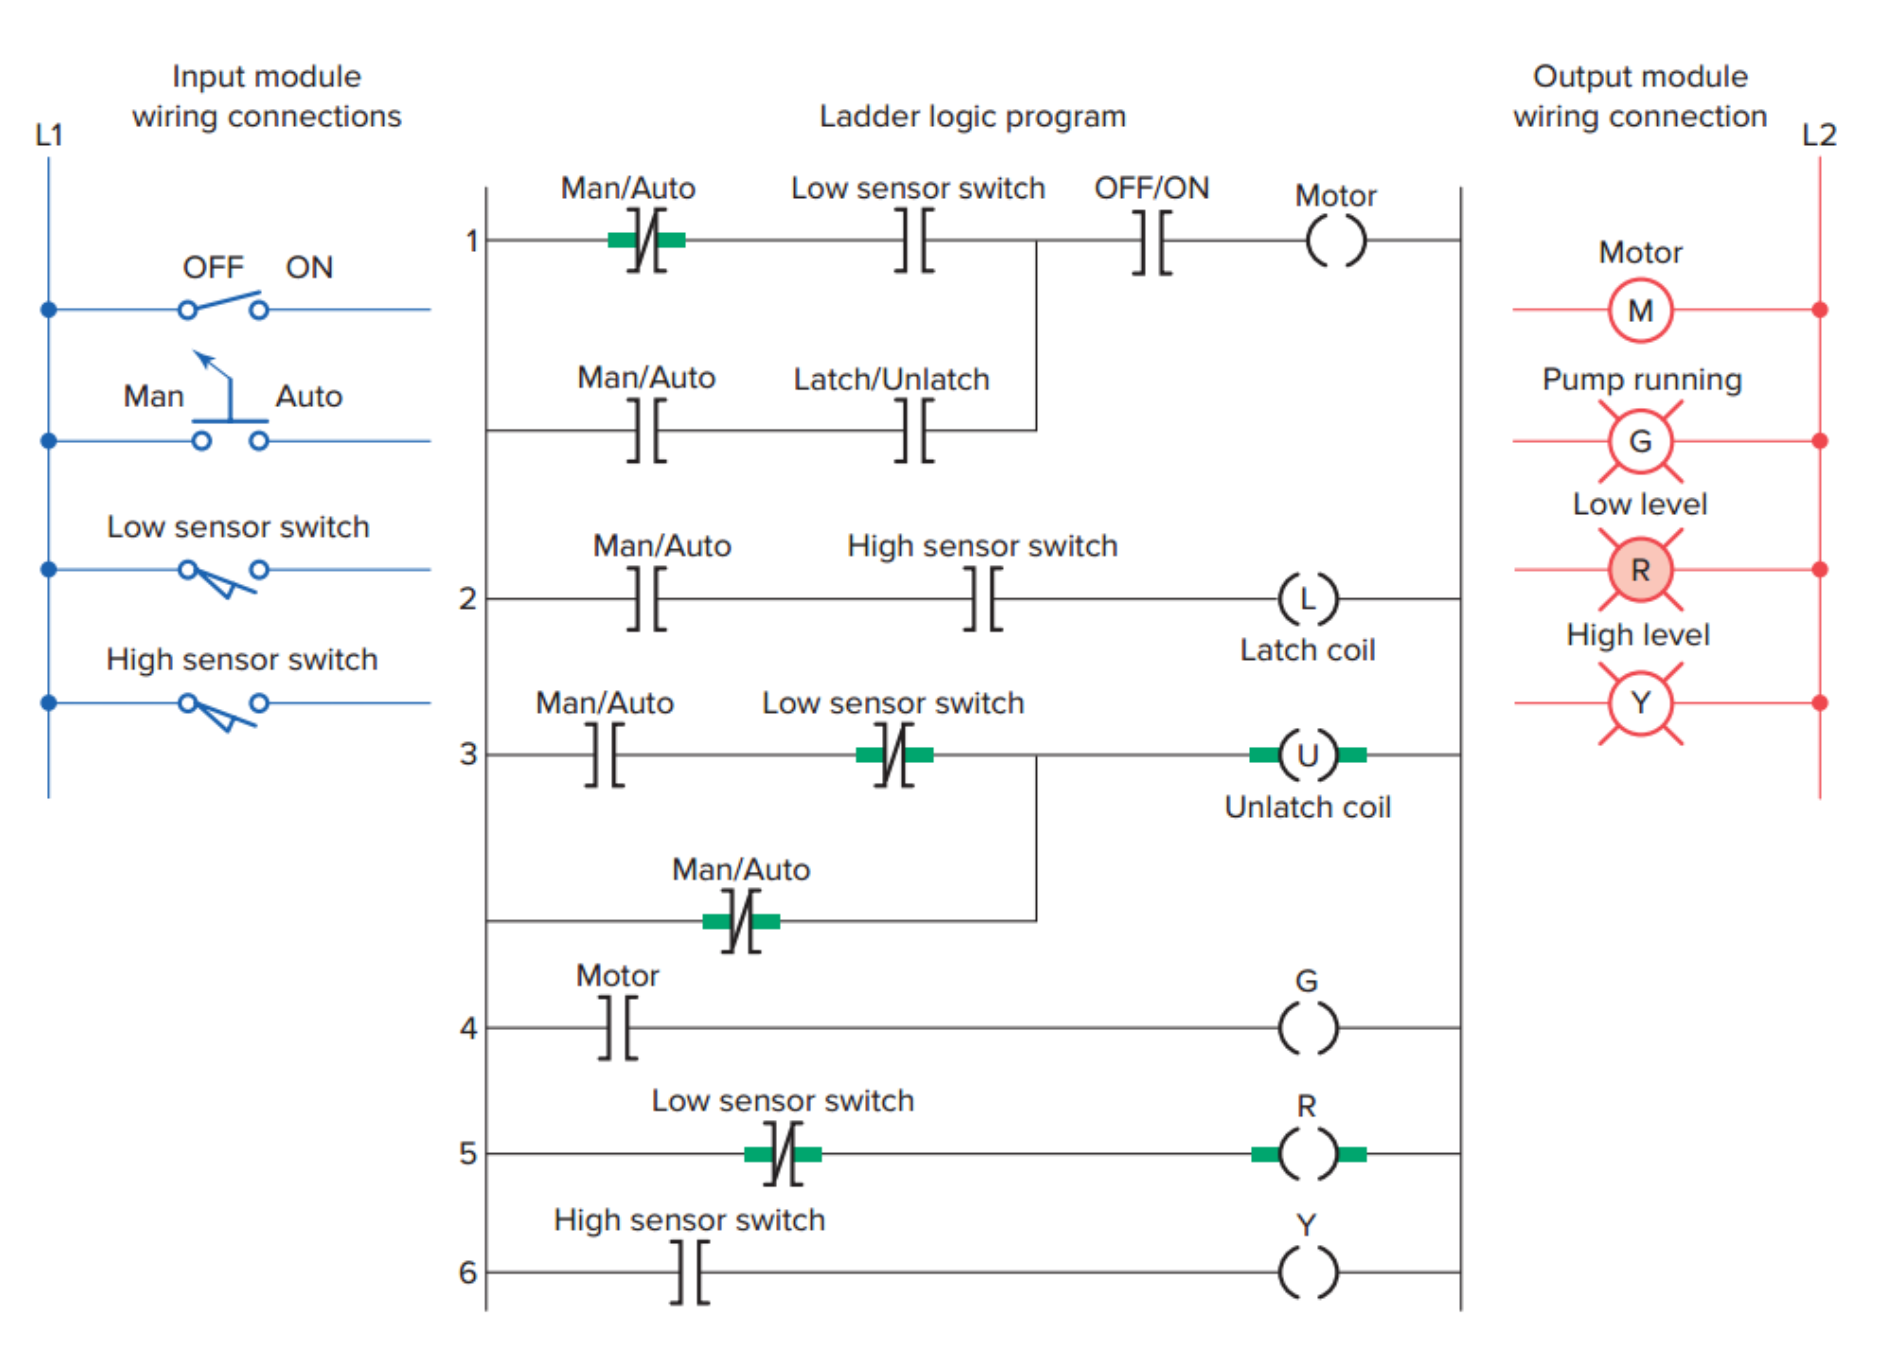 Input module
wiring connections
L1
OFF ON
Man Auto
Low sensor switch
High sensor switch
Ladder logic program
Man/Auto Low sensor switch OFF/ON Motor
1
Man/Auto Latch/Unlatch
Man/Auto High sensor switch
2 L
Latch coil
Man/Auto Low sensor switch
3 U
Unlatch coil
Man/Auto
Motor G
4
Low sensor switch R
5
High sensor switch Y
6
Output module
wiring connection
L2
Motor
M
Pump running
G
Low level
R
High level
Y